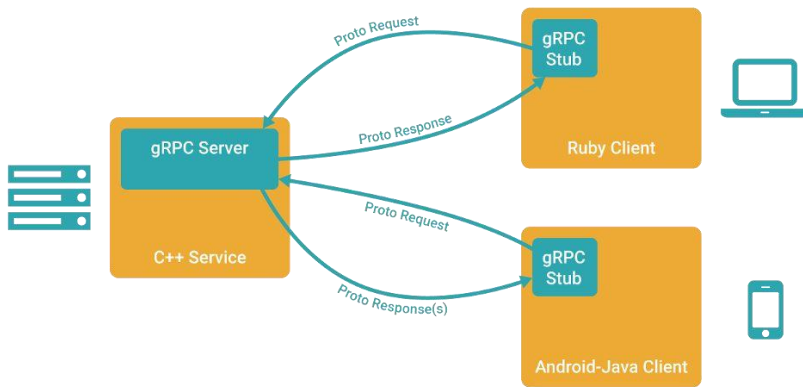 Proto Request
gRPC
Stub
Ruby Client
Proto Response
gRPC Server
C++ Service
Proto Request
gRPC
Stub
Proto Response(s)
Android-Java Client